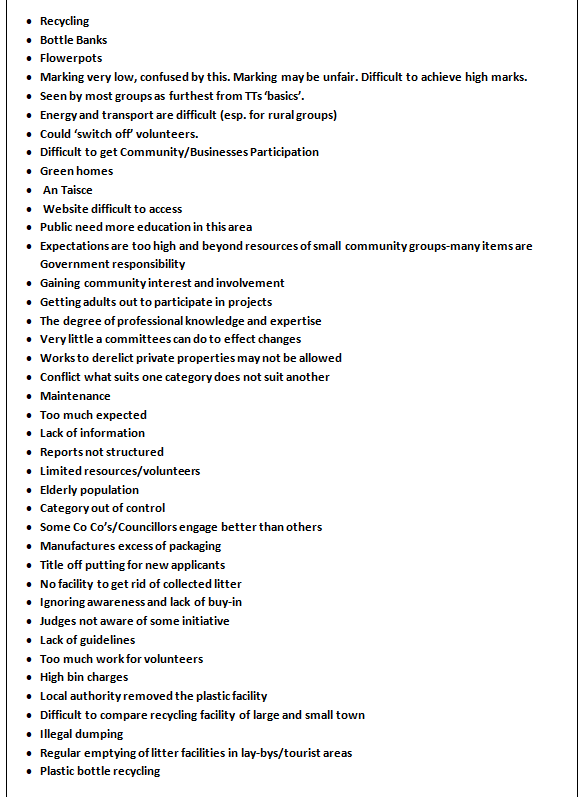 • Recycling
• Bottle Banks
• Flowerpots
• Marking very low, confused by this. Marking may be unfair. Difficult to achieve high marks.
• Seen by most groups as furthest from TTs ‘basics’.
• Energy and transport are difficult (esp. for rural groups)
• Could ‘switch off’ volunteers.
• Difficult to get Community/Businesses Participation
• Green homes
• An Taisce
• Website difficult to access
• Public need more education in this area
• Expectations are too high and beyond resources of small community groups-many items are
Government responsibility
• Gaining community interest and involvement
• Getting adults out to participate in projects
• The degree of professional knowledge and expertise
• Very little a committees can do to effect changes
• Works to derelict private properties may not be allowed
• Conflict what suits one category does not suit another
• Maintenance
• Too much expected
• Lack of information
• Reports not structured
• Limited resources/volunteers
• Elderly population
• Category out of control
• Some Co Co’s/Councillors engage better than others
• Manufactures excess of packaging
• Title off putting for new applicants
• No facility to get rid of collected litter
• Ignoring awareness and lack of buy-in
• Judges not aware of some initiative
• Lack of guidelines
• Too much work for volunteers
• High bin charges
• Local authority removed the plastic facility
• Difficult to compare recycling facility of large and small town
• Illegal dumping
• Regular emptying of litter facilities in lay-bys/tourist areas
• Plastic bottle recycling